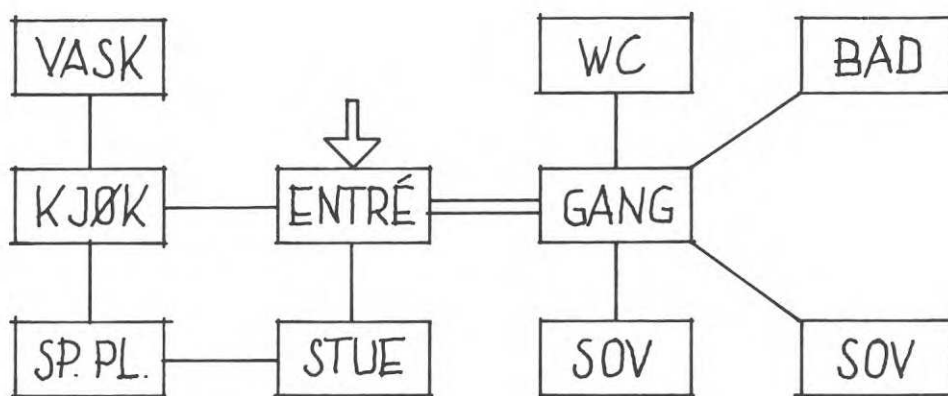 VASK
WC
BAD
KJØK
ENTRÉ
GANG
SP. PL.
STUE
SOV
SOV